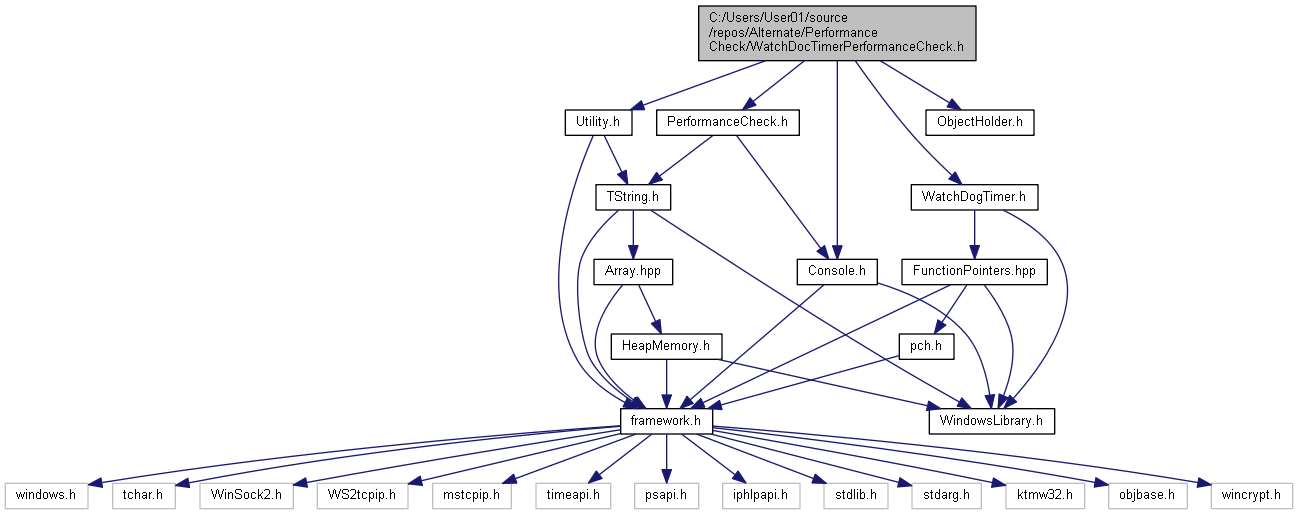 C:/Users/User01/source
/repos/Alternate/Performance
Check/WatchDocTimerPerformanceCheck.h
Utility.h
PerformanceCheck.h
ObjectHolder.h
TString.h
WatchDogTimer.h
Array.hpp
Console.h
FunctionPointers.hpp
HeapMemory.h
pch.h
framework.h
WindowsLibrary.h
windows.h
tchar.h
WinSock2.h
WS2tcpip.h
mstcpip.h
timeapi.h
psapi.h
iphlpapi.h
stdlib.h
stdarg.h
ktmw32.h
objbase.h
wincrypt.h